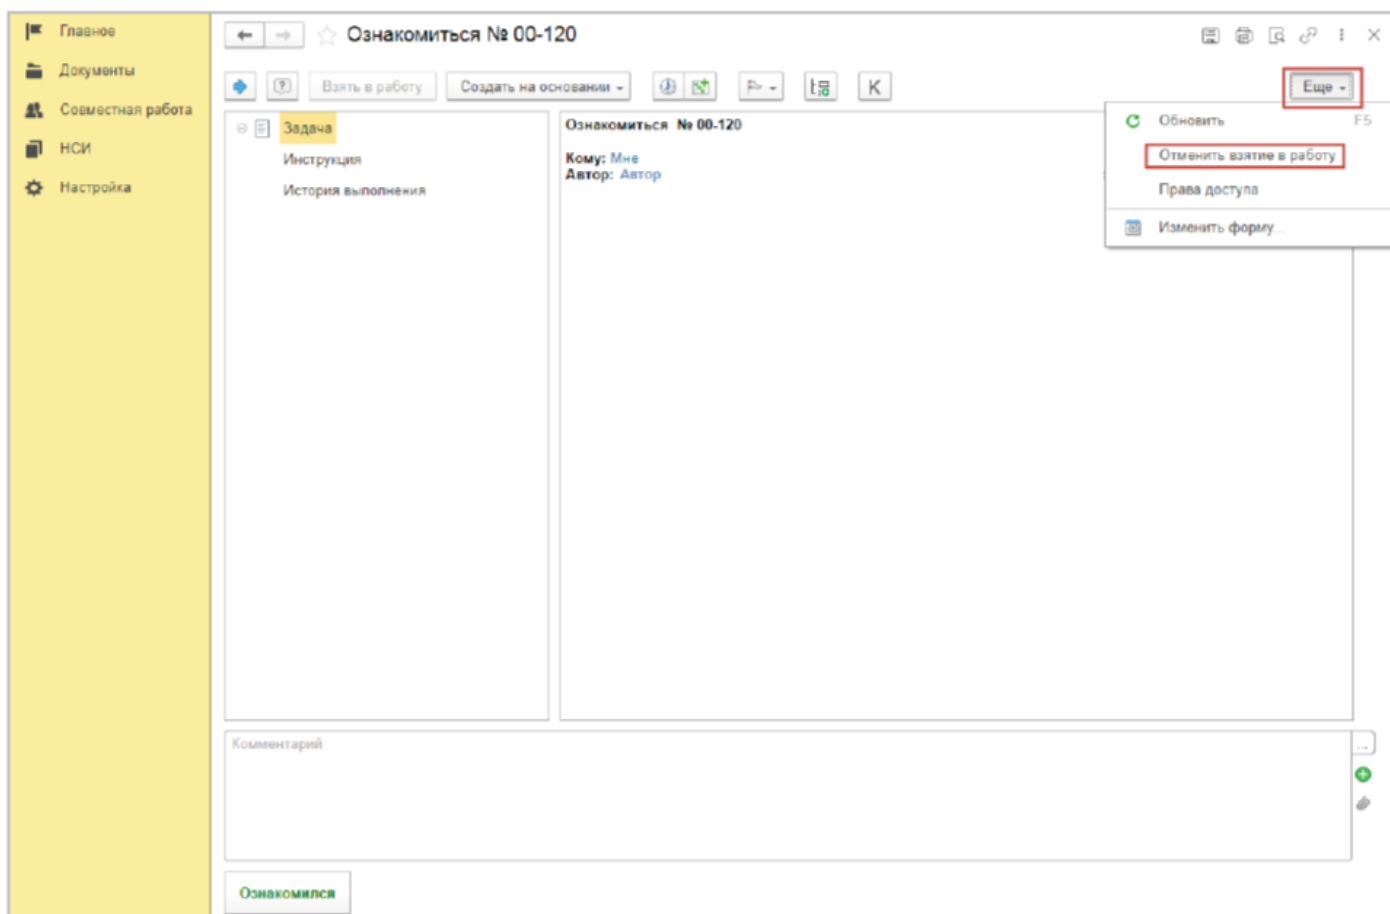 Главное
Документы
Совместная работа
НСИ
Настройка
Ознакомиться № 00-120
Взять в работу
Создать на основании
К
Еще
Обновить F5
Отменить взятие в работу
Права доступа
Изменить форму...
Задача
Инструкция
История выполнения
Ознакомиться № 00-120
Кому: Мне
Автор: Автор
Комментарий
...
Ознакомился